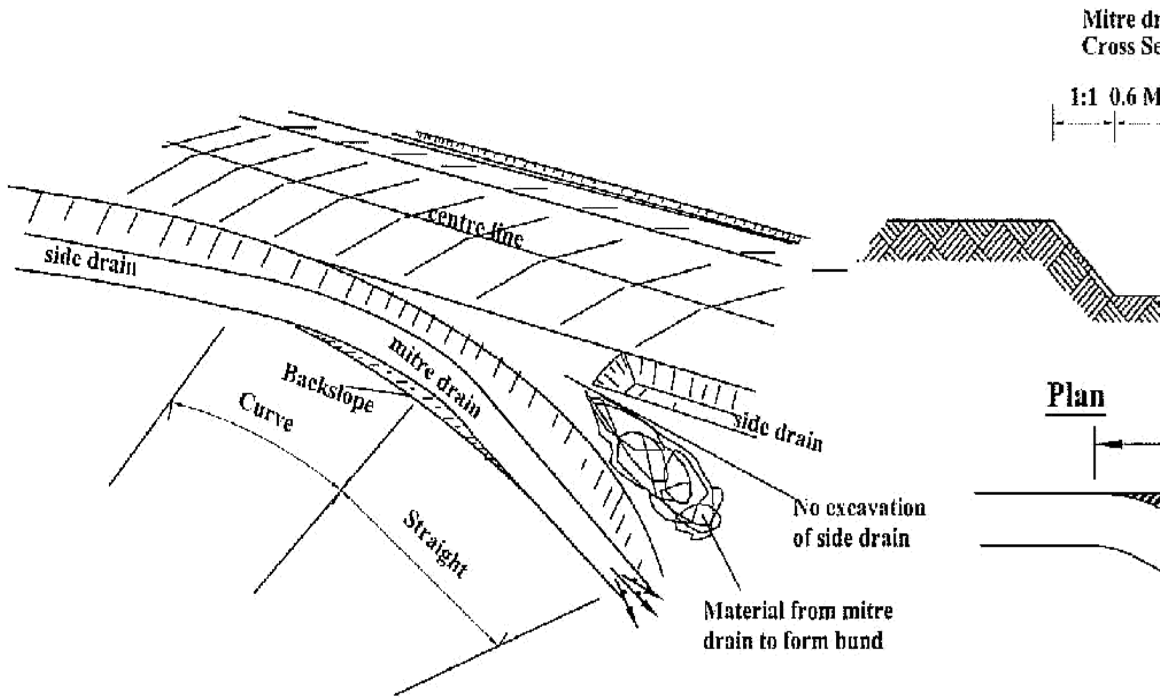 Mitre dr
Cross Se
1:1 0.6 M
centre line
side drain
mitre drain
Backslope
Curve
side drain
Plan
No excavation
of side drain
Straight
Material from mitre
drain to form bund